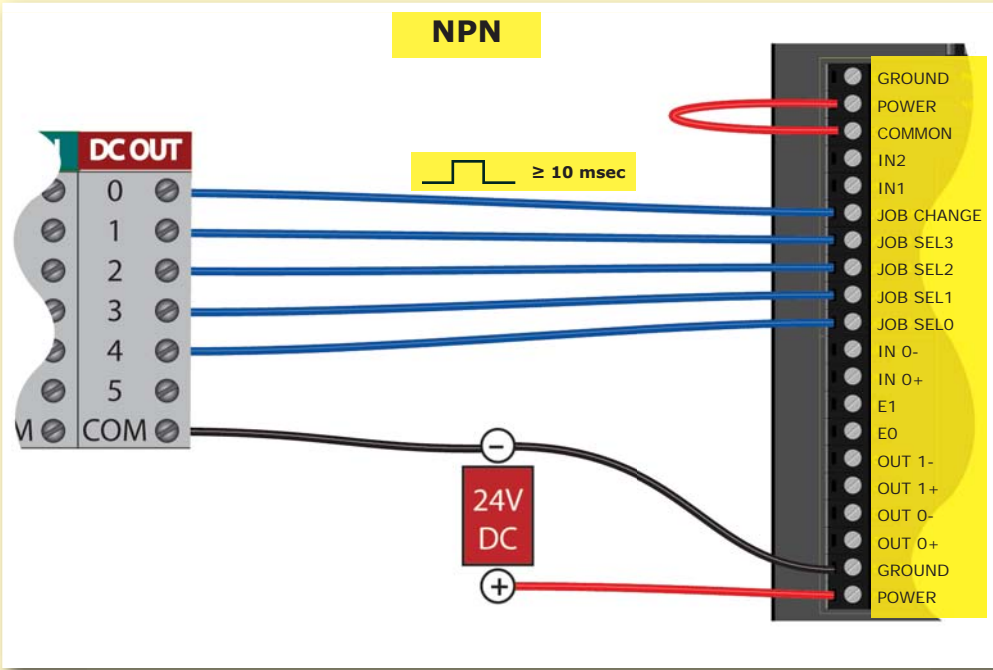 NPN
DC OUT
0
1
2
3
4
5
COM
M
≥ 10 msec
24V
DC
GROUND
POWER
COMMON
IN2
IN1
JOB CHANGE
JOB SEL3
JOB SEL2
JOB SEL1
JOB SEL0
IN 0-
IN 0+
E1
E0
OUT 1-
OUT 1+
OUT 0-
OUT 0+
GROUND
POWER